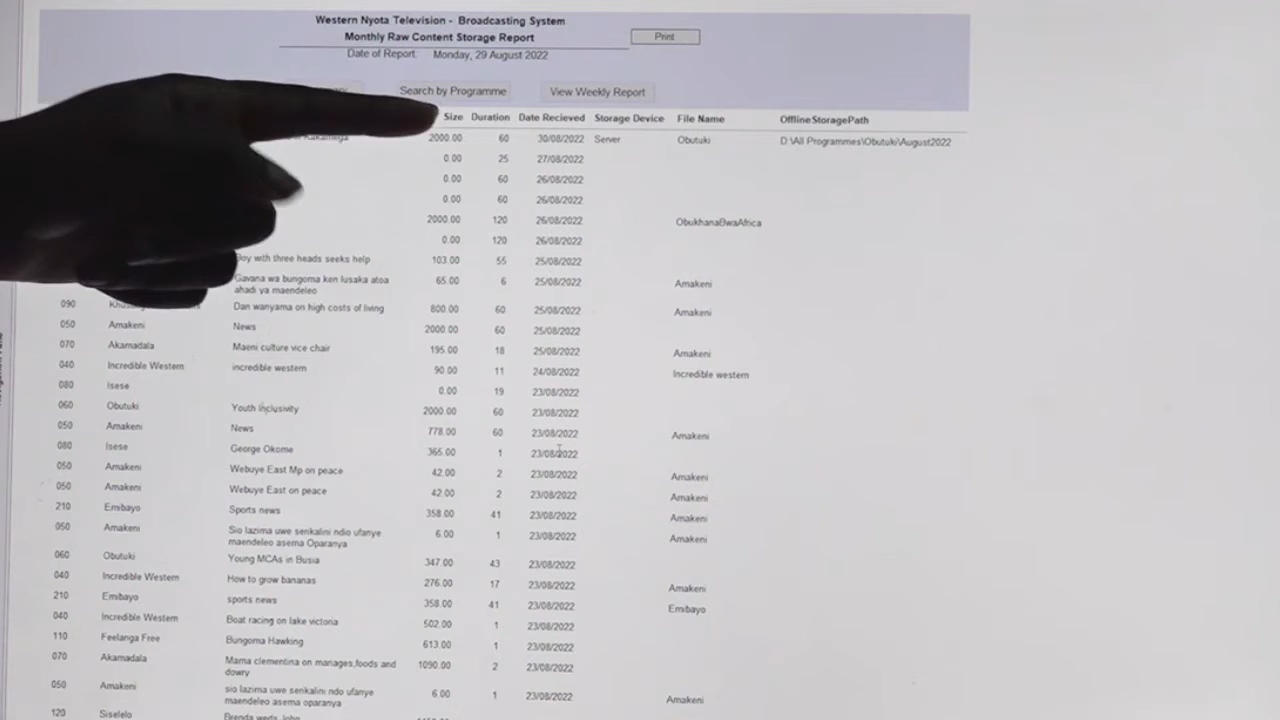 Western Nyota Television - Broadcasting System
Monthly Raw Content Storage Report
Print
Date of Report Monday, 29 August 2022
Search by Programme View Weekly Report
Size Duration Date Recieved Storage Device File Name OfflineStoragePath
2000.00 60 30/08/2022 Server Obutuki D:\All Programmes\Obutuki\August2022
0.00 25 27/08/2022
0.00 60 26/08/2022
0.00 60 26/08/2022
2000.00 120 26/08/2022 ObukhanaBwaAfrica
0.00 120 26/08/2022
Boy wth three heads seeks help 103.00 55 25/08/2022
Gavana wa bungoma ken lusaka atoa 65.00 6 25/08/2022 Amakeni
ahadi ya maendeleo
090 Dan wanyama on high costs of living 800.00 60 25/08/2022 Amakeni
050 Amakeni News 2000.00 60 25/08/2022
070 Akamadala Maeni culture vice chair 195.00 18 25/08/2022 Amakeni
040 Incredible Western incredible western 90.00 11 24/08/2022 Incredible western
080 Isese 0.00 19 23/08/2022
060 Obutuki Youth Inclusivity 2000.00 60 23/08/2022
050 Amakeni News 778.00 60 23/08/2022 Amakeni
080 Isese George Okome 365.00 1 23/08/2022
050 Amakeni Webuye East Mp on peace 42.00 2 23/08/2022 Amakeni
050 Amakeni Webuye East on peace 42.00 2 23/08/2022 Amakeni
210 Emibayo Sports news 358.00 41 23/08/2022 Amakeni
050 Amakeni Sio lazima uwe serikalini ndio ufanye 6.00 1 23/08/2022 Amakeni
maendeleo asema Oparanya
060 Obutuki Young MCAs in Busia 347.00 43 23/08/2022
040 Incredible Western How to grow bananas 276.00 17 23/08/2022 Amakeni
210 Emibayo sports news 358.00 41 23/08/2022 Emibayo
040 Incredible Western Boat racing on lake victoria 502.00 1 23/08/2022
110 Feelanga Free Bungoma Hawking 613.00 1 23/08/2022
070 Akamadala Mama clementina on manages,foods and 1090.00 2 23/08/2022
dowry
050 Amakeni sio lazima uwe serikalini ndo ufanye 6.00 1 23/08/2022 Amakeni
maendeleo asema oparanya
120 Siselelo